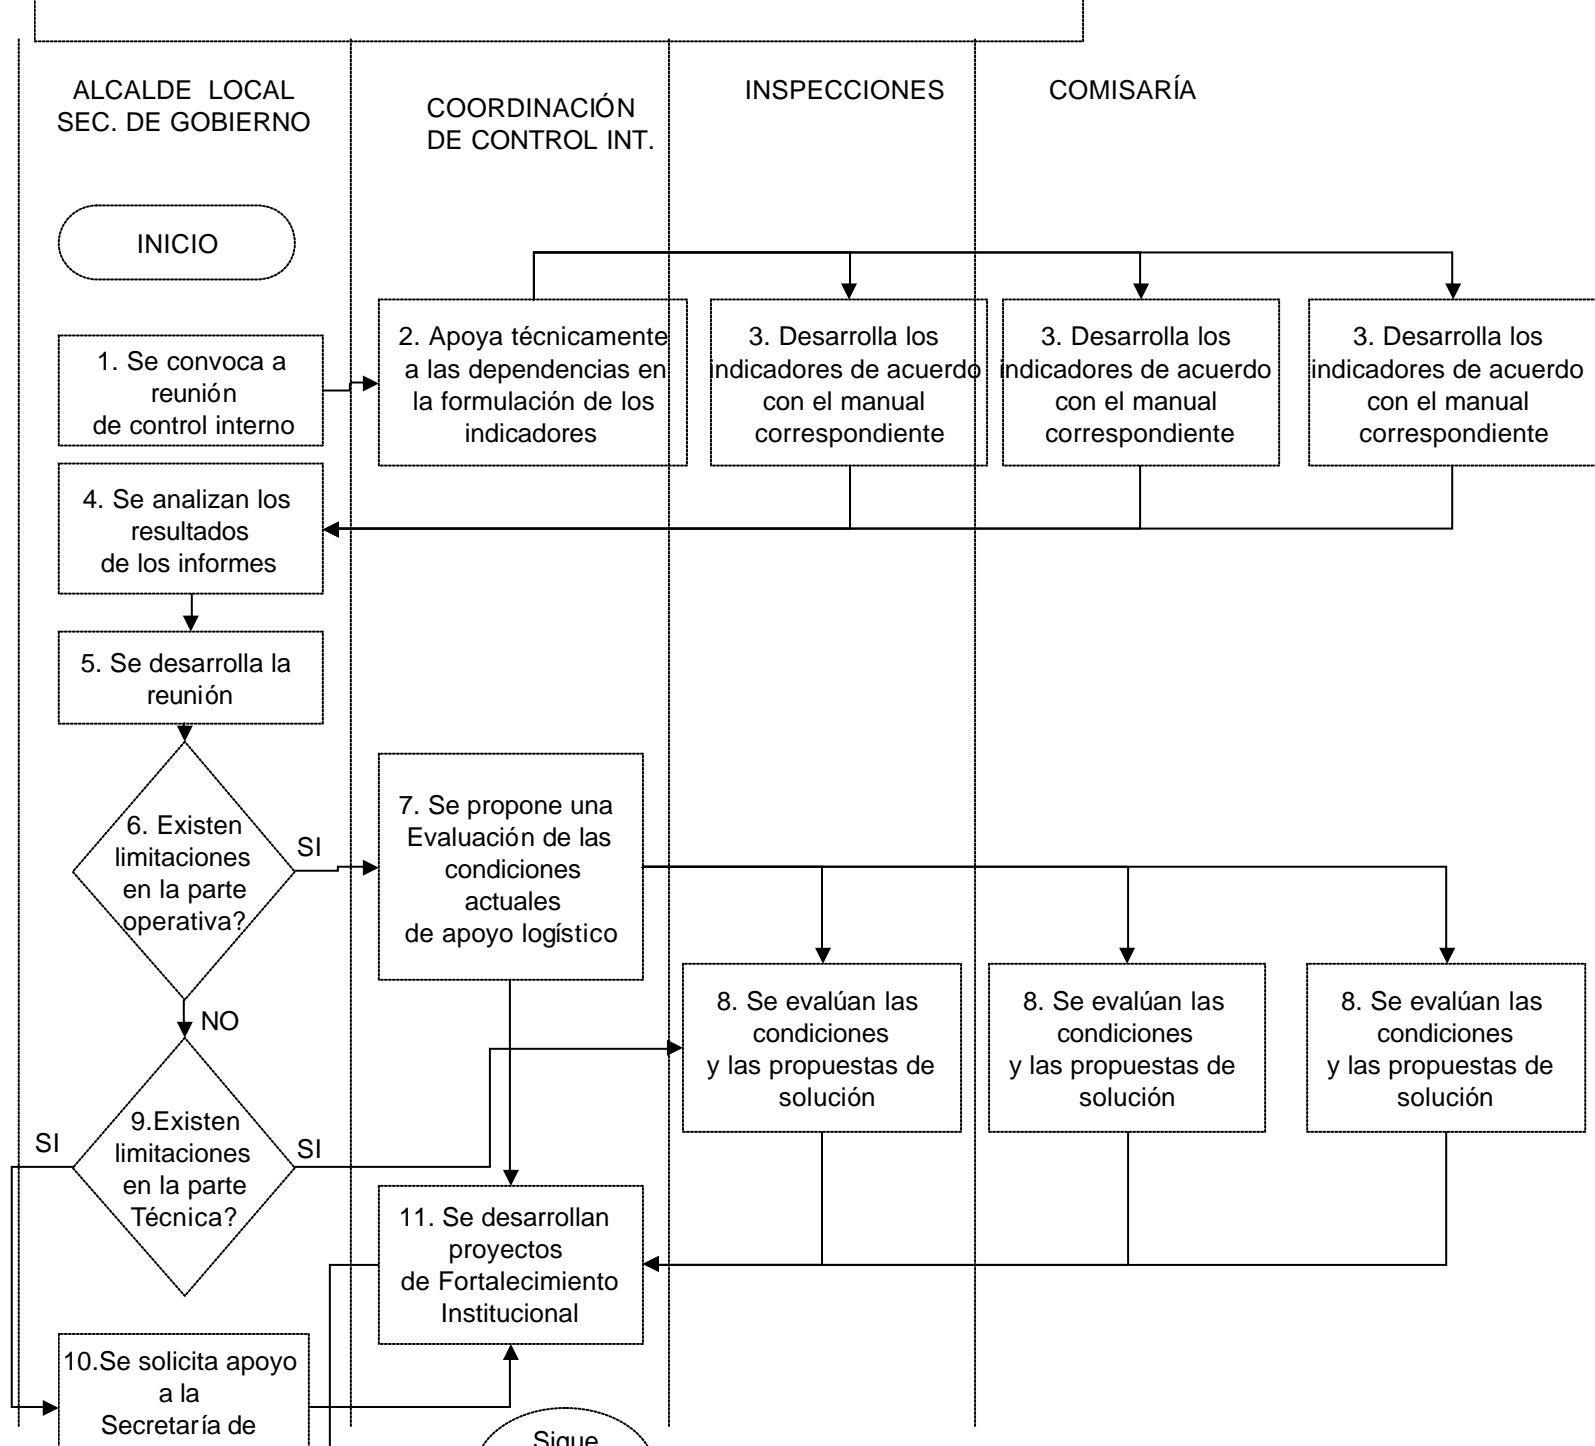 ALCALDE LOCAL
SEC. DE GOBIERNO
COORDINACIÓN
DE CONTROL INT.
INSPECCIONES
COMISARÍA
INICIO
1. Se convoca a
reunión
de control interno
2. Apoya técnicamente
a las dependencias en
la formulación de los
indicadores
3. Desarrolla los
indicadores de acuerdo
con el manual
correspondiente
3. Desarrolla los
indicadores de acuerdo
con el manual
correspondiente
3. Desarrolla los
indicadores de acuerdo
con el manual
correspondiente
4. Se analizan los
resultados
de los informes
5. Se desarrolla la
reunión
6. Existen
limitaciones
en la parte
operativa?
SI
NO
7. Se propone una
Evaluación de las
condiciones
actuales
de apoyo logístico
8. Se evalúan las
condiciones
y las propuestas de
solución
8. Se evalúan las
condiciones
y las propuestas de
solución
8. Se evalúan las
condiciones
y las propuestas de
solución
SI
9.Existen
limitaciones
en la parte
Técnica?
SI
11. Se desarrollan
proyectos
de Fortalecimiento
Institucional
10.Se solicita apoyo
a la
Secretaría de
Sigue